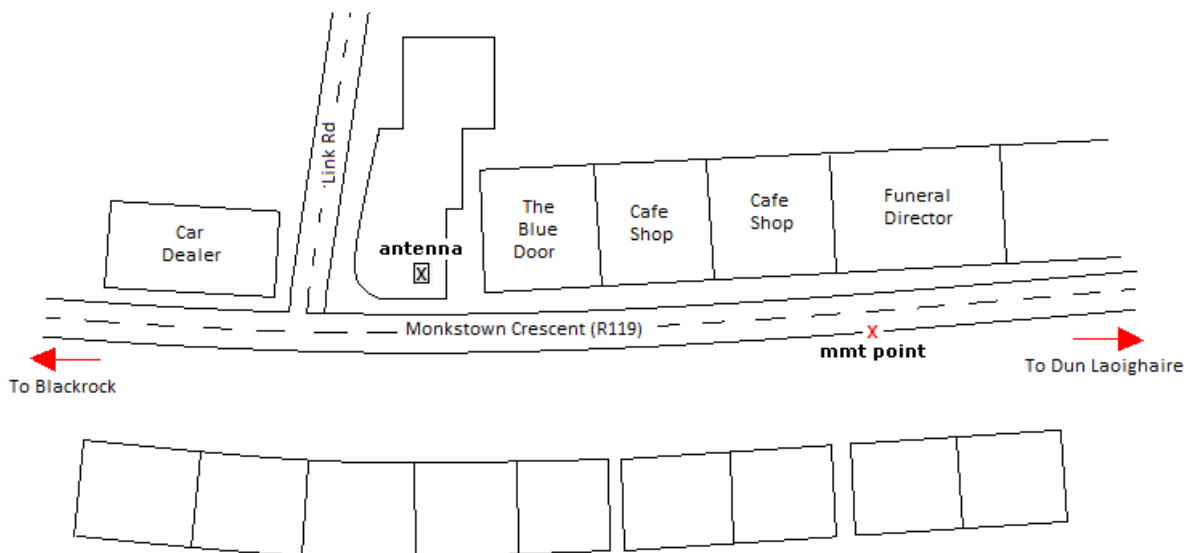 Link Rd
Car
Dealer
antenna
X
The
Blue
Door
Cafe
Shop
Cafe
Shop
Funeral
Director
Monkstown Crescent (R119)
X
mmt point
To Blackrock
To Dun Laoighaire